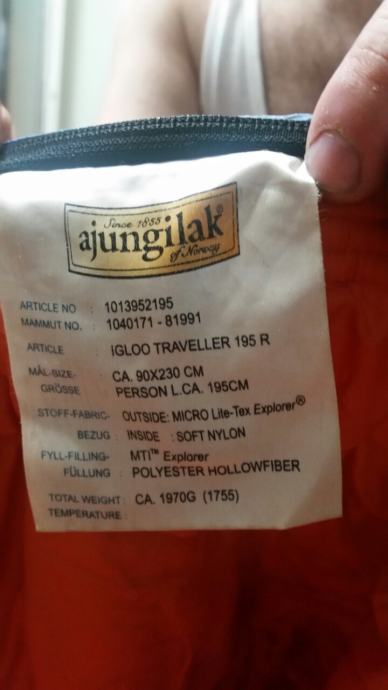 Since 1855
ajungilak®
of Norway
ARTICLE NO : 1013952195
MAMMUT NO. : 1040171 - 81991
ARTICLE : IGLOO TRAVELLER 195 R
MÅL-SIZE- : CA. 90X230 CM
GRÖSSE PERSON L.CA. 195CM
STOFF-FABRIC- OUTSIDE: MICRO Lite-Tex Explorer®
BEZUG : INSIDE : SOFT NYLON
FYLL-FILLING- MTI™ Explorer
FÜLLUNG : POLYESTER HOLLOWFIBER
TOTAL WEIGHT : CA. 1970G (1755)
TEMPERATURE :